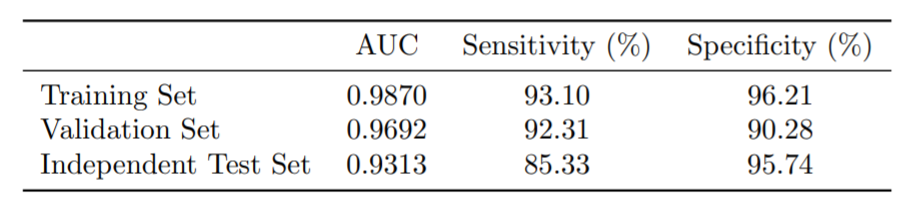 AUC Sensitivity (%) Specificity (%)
Training Set 0.9870 93.10 96.21
Validation Set 0.9692 92.31 90.28
Independent Test Set 0.9313 85.33 95.74